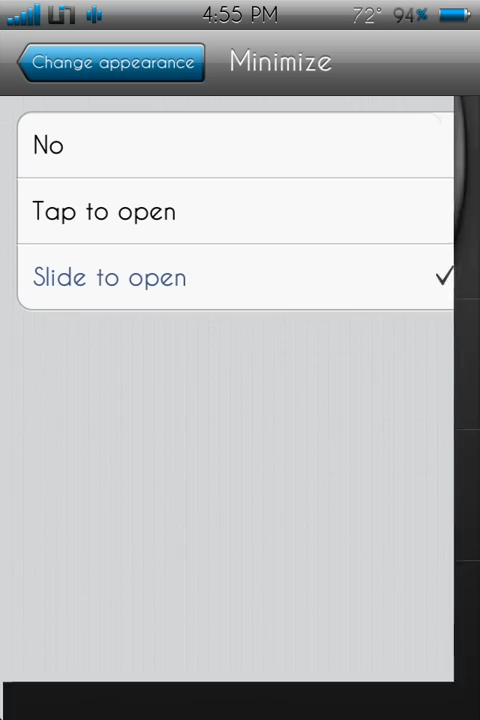 4:55 PM 72° 94%
Change appearance Minimize
No
Tap to open
Slide to open